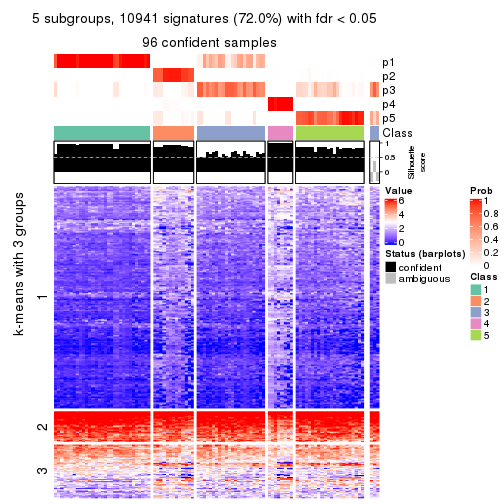 5 subgroups, 10941 signatures (72.0%) with fdr < 0.05
96 confident samples
p1
p2
p3
p4
p5
Class
1
0.5
0
Silhouette
score
k-means with 3 groups
1
2
3
Value
6
4
2
0
Status (barplots)
confident
ambiguous
Prob
1
0.8
0.6
0.4
0.2
0
Class
1
2
3
4
5